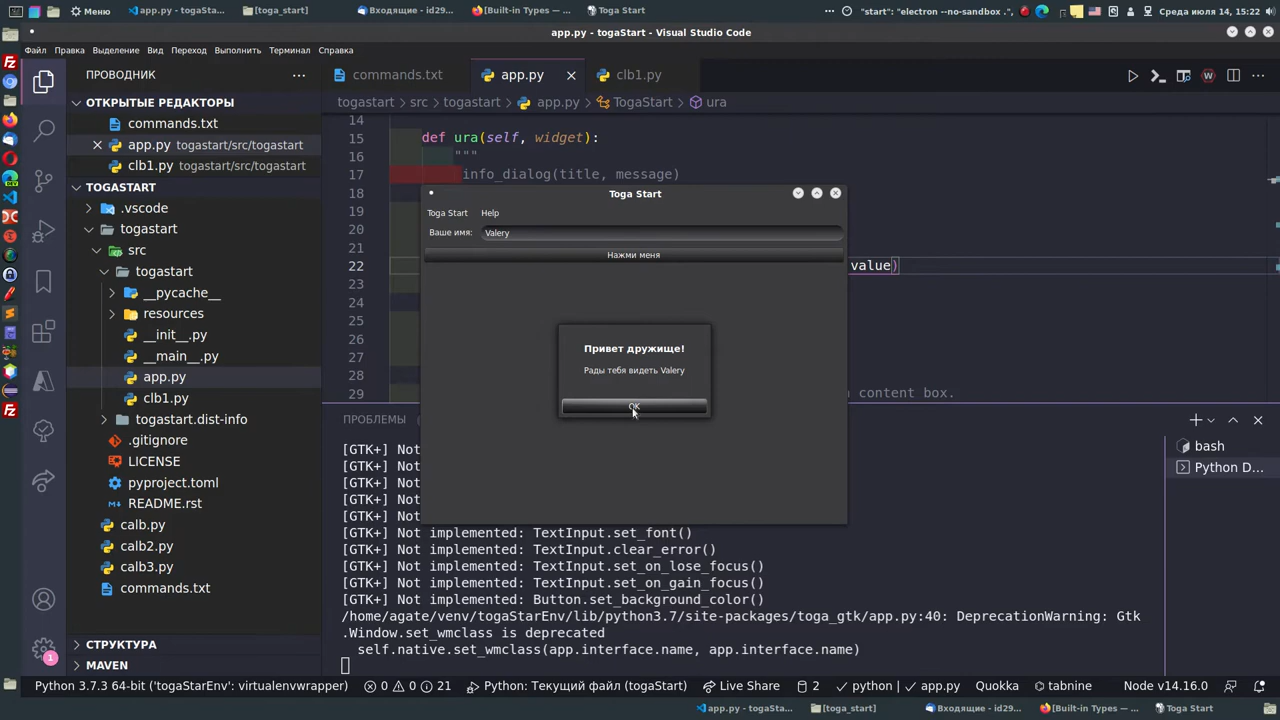 Меню
app.py - togaSta...
[toga_start]
Входящие - id29...
[Built-in Types — ...
Toga Start
"start": "electron --no-sandbox .",
Среда июля 14, 15:22
app.py - togaStart - Visual Studio Code
Файл Правка Выделение Вид Переход Выполнить Терминал Справка
ПРОВОДНИК
commands.txt
app.py
clb1.py
ОТКРЫТЫЕ РЕДАКТОРЫ
togastart > src > togastart > app.py > TogaStart > ura
commands.txt
app.py togastart/src/togastart
clb1.py togastart/src/togastart
TOGASTART
.vscode
togastart
src
togastart
__pycache__
resources
__init__.py
__main__.py
app.py
clb1.py
togastart.dist-info
.gitignore
LICENSE
pyproject.toml
README.rst
calb.py
calb2.py
calb3.py
commands.txt
СТРУКТУРА
MAVEN
14
15 def ura(self, widget):
16 """
17 info_dialog(title, message)
18
19
20
21
22 value)
23
24
25
26
27
28
29 content box.
Toga Start
Toga Start Help
Ваше имя: Valery
Нажми меня
Привет дружище!
Рады тебя видеть Valery
OK
ПРОБЛЕМЫ
bash
Python D...
[GTK+] Not
[GTK+] Not
[GTK+] Not
[GTK+] Not
[GTK+] Not
[GTK+] Not implemented: TextInput.set_font()
[GTK+] Not implemented: TextInput.clear_error()
[GTK+] Not implemented: TextInput.set_on_lose_focus()
[GTK+] Not implemented: TextInput.set_on_gain_focus()
[GTK+] Not implemented: Button.set_background_color()
/home/agate/venv/togaStarEnv/lib/python3.7/site-packages/toga_gtk/app.py:40: DeprecationWarning: Gtk
.Window.set_wmclass is deprecated
self.native.set_wmclass(app.interface.name, app.interface.name)
1
Python 3.7.3 64-bit ('togaStarEnv': virtualenvwrapper) 0 0 21 Python: Текущий файл (togaStart) Live Share 2 python | app.py Quokka tabnine Node v14.16.0
app.py - togaSta...
[toga_start]
Входящие - id29...
[Built-in Types — ...
Toga Start